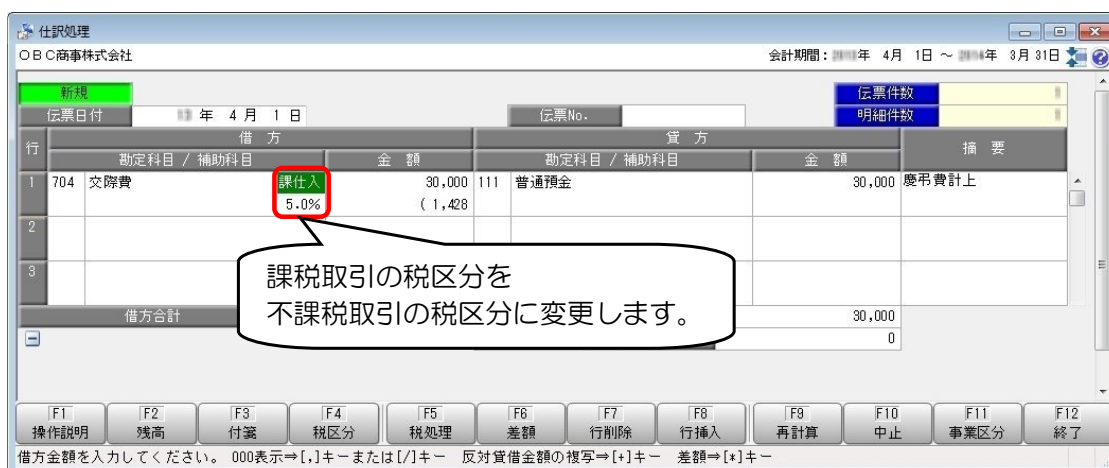 仕訳処理
ＯＢＣ商事株式会社 会計期間： 年 4月 1日 ～ 年 3月 31日
新規 伝票件数
伝票日付 年 4 月 1 日 伝票No. 明細件数
行 借 方 貸 方 摘 要
勘定科目 / 補助科目 金 額 勘定科目 / 補助科目 金 額
1 704 交際費 課仕入 30,000 111 普通預金 30,000 慶弔費計上
5.0% ( 1,428
2
3
課税取引の税区分を
不課税取引の税区分に変更します。
借方合計 30,000
0
F1 F2 F3 F4 F5 F6 F7 F8 F9 F10 F11 F12
操作説明 残高 付箋 税区分 税処理 差額 行削除 行挿入 再計算 中止 事業区分 終了
借方金額を入力してください。 000表示⇒[,]キーまたは[/]キー 反対貸借金額の複写⇒[+]キー 差額⇒[*]キー